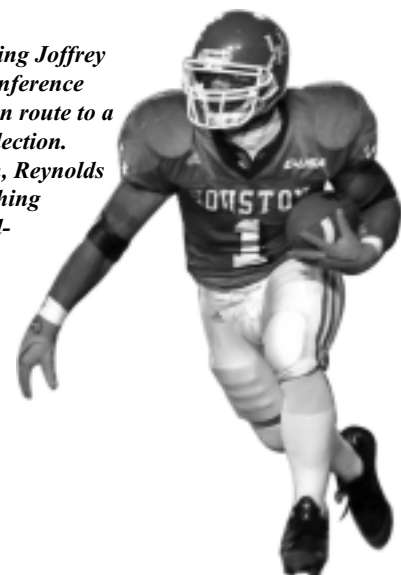 ing Joffrey
nference
n route to a
lection.
, Reynolds
hing
l-
C-USA
HOUSTON
1